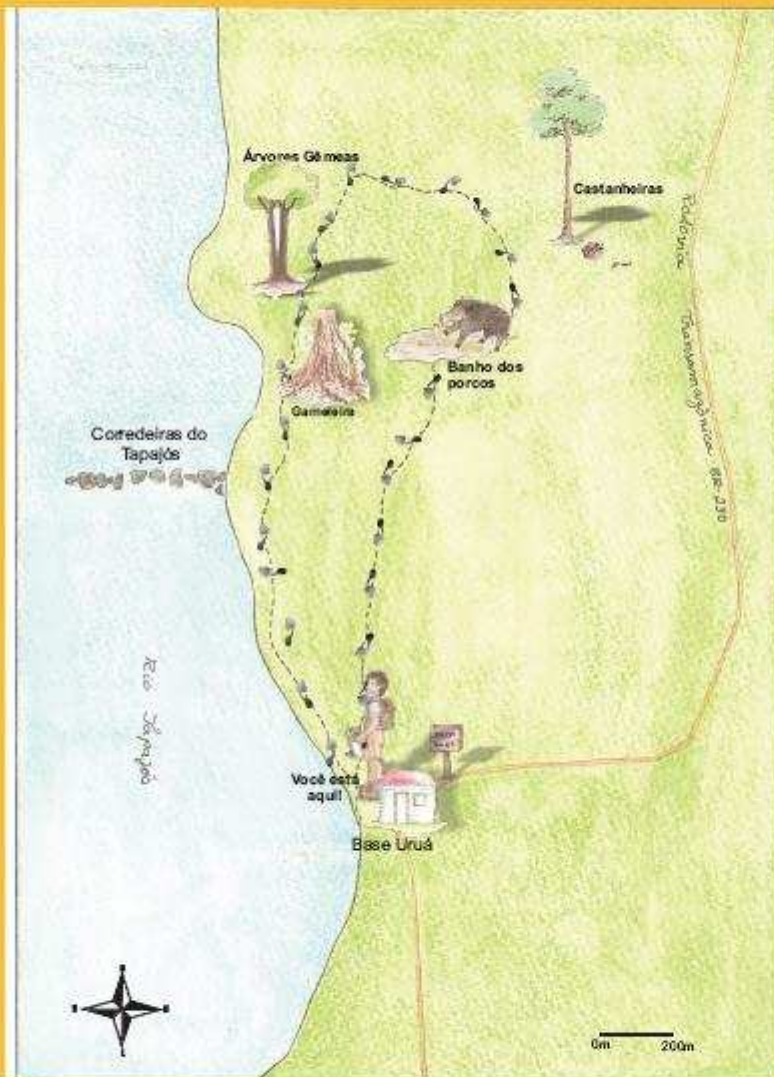 Árvores Gêmeas
Castanheiras
Rodovia Transamazônica BR-230
Banho dos
porcos
Gameleira
Corredeiras do
Tapajós
Rio Tapajós
Você está
aqui!
Base Uruá
0m 200m